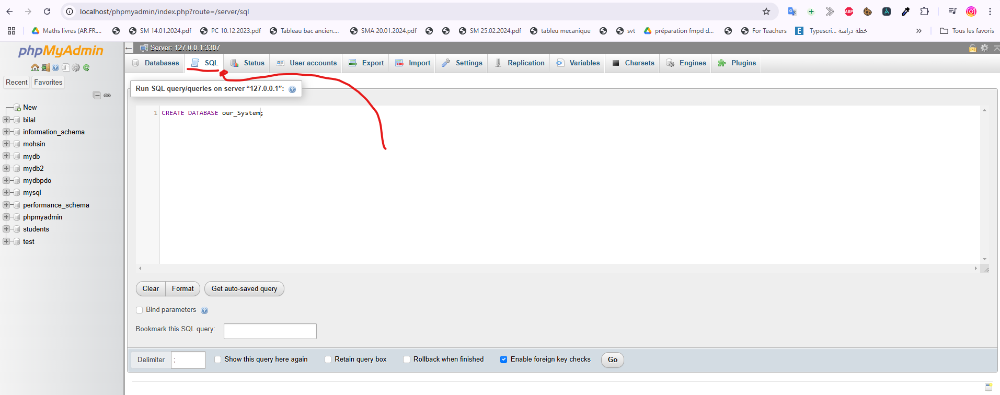 localhost/phpmyadmin/index.php?route=/server/sql
Maths livres (AR.FR....
SM 14.01.2024.pdf
PC 10.12.2023.pdf
Tableau bac ancien....
SMA 20.01.2024.pdf
SM 25.02.2024.pdf
tableu mecanique
svt
préparation fmpd d...
For Teachers
E
Typescri... خطة دراسة
Tous les favoris
ABP
phpMyAdmin
Server: 127.0.0.1:3307
Databases
SQL
Status
User accounts
Export
Import
Settings
Replication
Variables
Charsets
Engines
Plugins
Recent
Favorites
New
bilal
information_schema
mohsin
mydb
mydb2
mydbpdo
mysql
performance_schema
phpmyadmin
students
test
Run SQL query/queries on server “127.0.0.1”:
1 CREATE DATABASE our_System;
Clear
Format
Get auto-saved query
Bind parameters
Bookmark this SQL query:
Delimiter ;
Show this query here again
Retain query box
Rollback when finished
Enable foreign key checks
Go